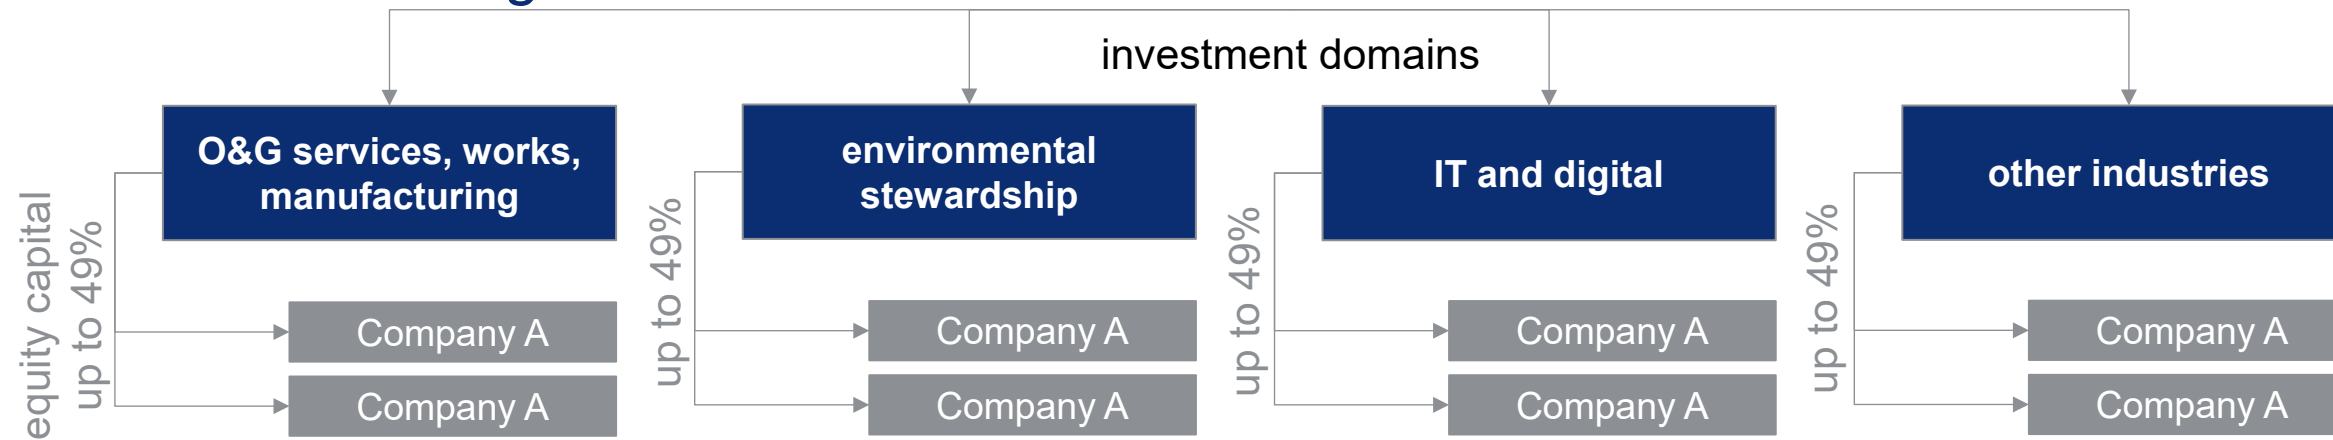 investment domains
O&G services, works,
manufacturing
environmental
stewardship
IT and digital
other industries
equity capital
up to 49%
up to 49%
up to 49%
up to 49%
Company A
Company A
Company A
Company A
Company A
Company A
Company A
Company A